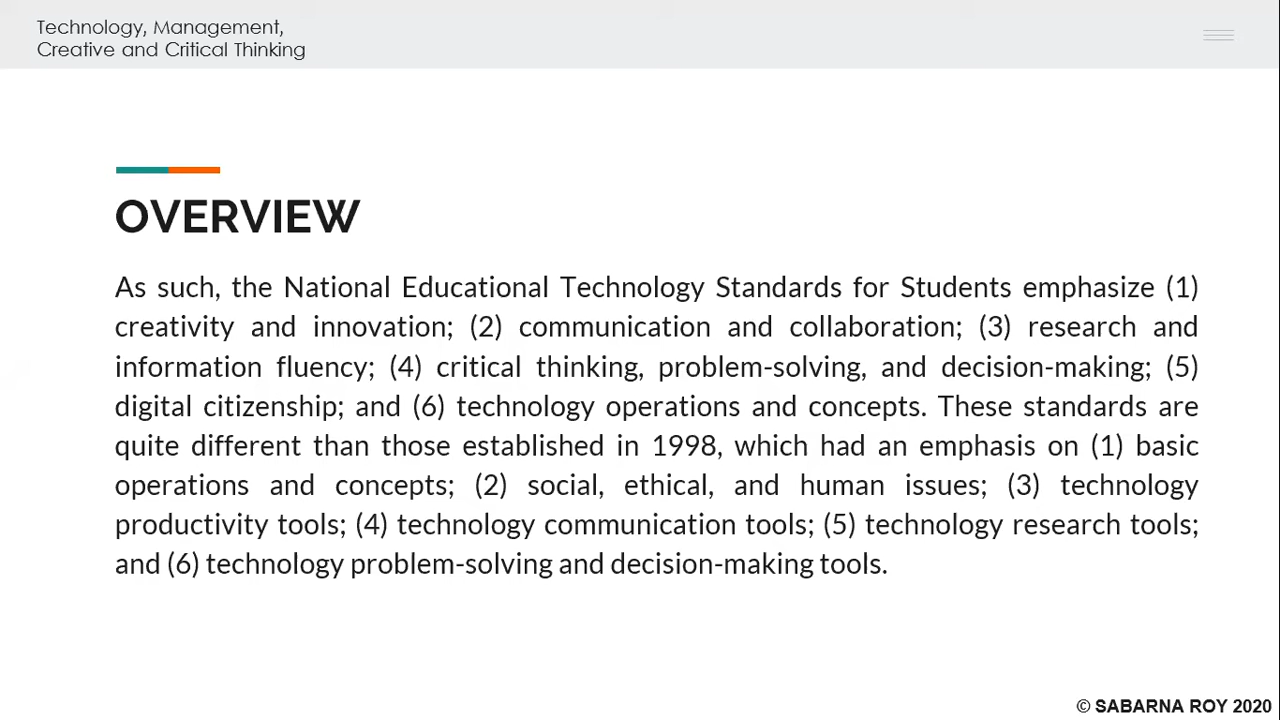 Technology, Management,
Creative and Critical Thinking
OVERVIEW
As such, the National Educational Technology Standards for Students emphasize (1)
creativity and innovation; (2) communication and collaboration; (3) research and
information fluency; (4) critical thinking, problem-solving, and decision-making; (5)
digital citizenship; and (6) technology operations and concepts. These standards are
quite different than those established in 1998, which had an emphasis on (1) basic
operations and concepts; (2) social, ethical, and human issues; (3) technology
productivity tools; (4) technology communication tools; (5) technology research tools;
and (6) technology problem-solving and decision-making tools.
© SABARNA ROY 2020